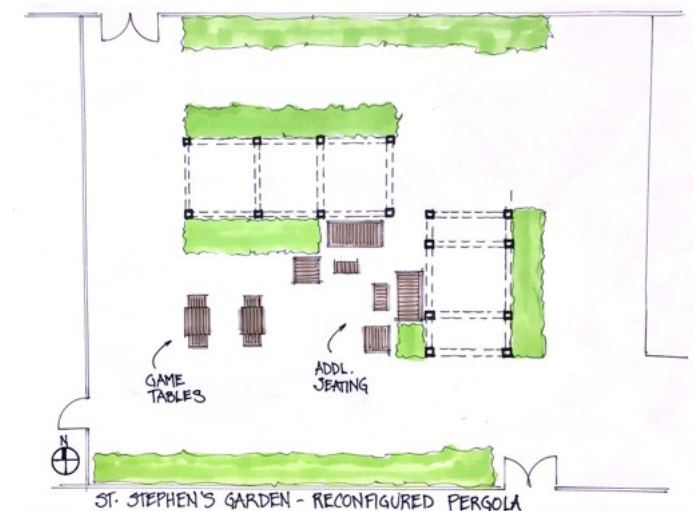 GAME
TABLES
ADDL.
SEATING
N
ST. STEPHEN'S GARDEN - RECONFIGURED PERGOLA